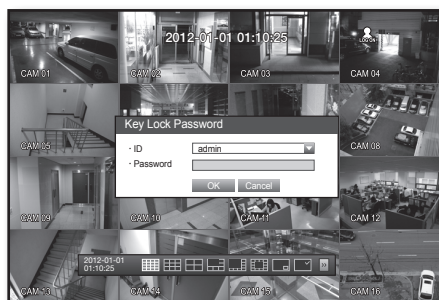 2012-01-01 01:10:25
LOG ON
CAM 01
CAM 02
CAM 03
CAM 04
Key Lock Password
· ID
admin
· Password
OK
Cancel
CAM 05
CAM 08
CAM 09
CAM 10
CAM 11
CAM 12
2012-01-01
01:10:25
CAM 13
CAM 14
CAM 15
CAM 16